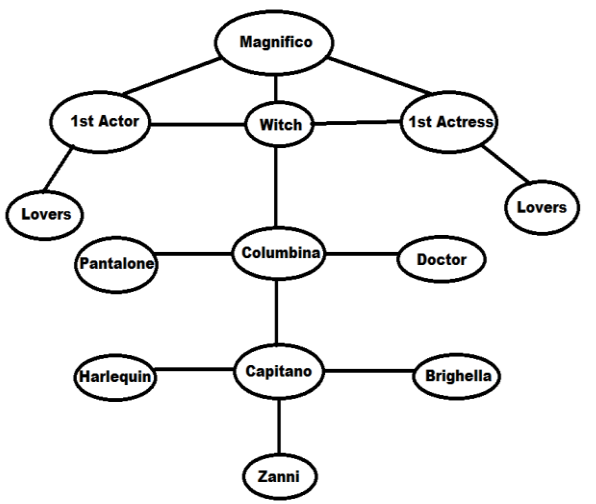 Magnifico
1st Actor
Witch
1st Actress
Lovers
Lovers
Pantalone
Columbina
Doctor
Harlequin
Capitano
Brighella
Zanni